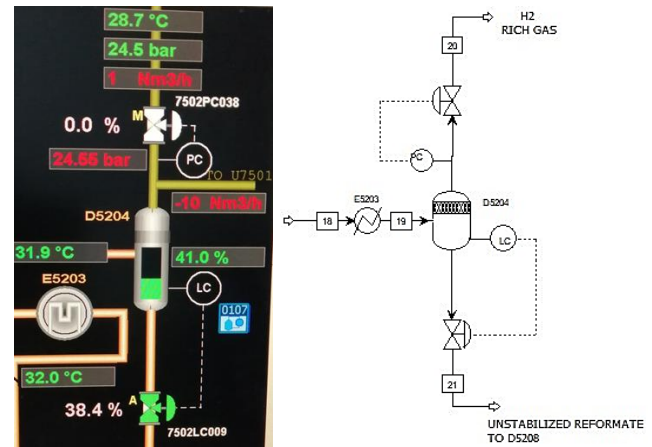 28.7 °C
24.5 bar
1 Nm3/h
7502PC038
M
0.0 %
24.55 bar
PC
TO U7501
-10 Nm3/h
D5204
31.9 °C
41.0 %
E5203
LC
0107
32.0 °C
A
38.4 %
7502LC009
H2
RICH GAS
20
PC
E5203
D5204
18
19
LC
21
UNSTABILIZED REFORMATE
TO D5208